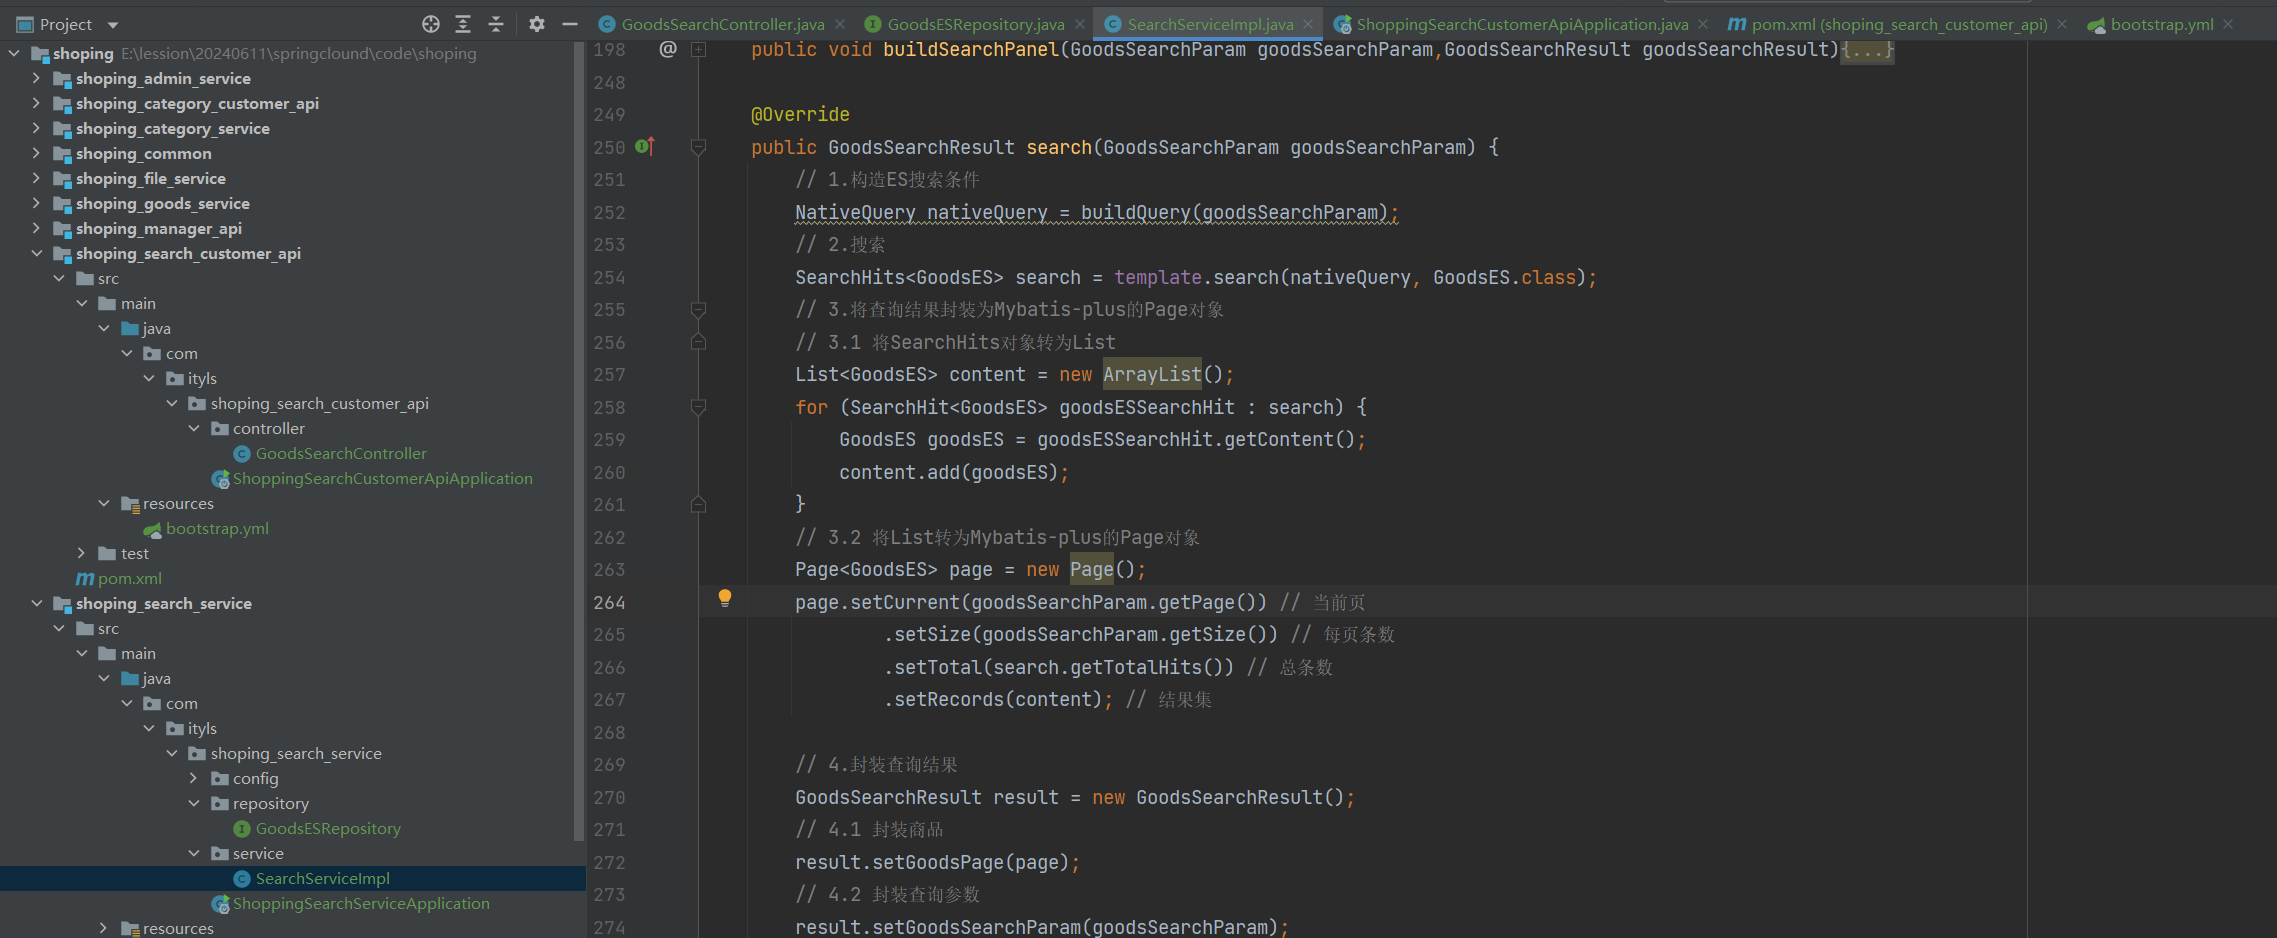 Project
GoodsSearchController.java
GoodsESRepository.java
SearchServiceImpl.java
ShoppingSearchCustomerApiApplication.java
pom.xml (shoping_search_customer_api)
bootstrap.yml
shoping E:\lession\20240611\springclound\code\shoping
shoping_admin_service
shoping_category_customer_api
shoping_category_service
shoping_common
shoping_file_service
shoping_goods_service
shoping_manager_api
shoping_search_customer_api
src
main
java
com
ityls
shoping_search_customer_api
controller
GoodsSearchController
ShoppingSearchCustomerApiApplication
resources
bootstrap.yml
test
pom.xml
shoping_search_service
src
main
java
com
ityls
shoping_search_service
config
repository
GoodsESRepository
service
SearchServiceImpl
ShoppingSearchServiceApplication
resources
198 @ public void buildSearchPanel(GoodsSearchParam goodsSearchParam,GoodsSearchResult goodsSearchResult){...}
248
249 @Override
250 public GoodsSearchResult search(GoodsSearchParam goodsSearchParam) {
251 // 1.构造ES搜索条件
252 NativeQuery nativeQuery = buildQuery(goodsSearchParam);
253 // 2.搜索
254 SearchHits<GoodsES> search = template.search(nativeQuery, GoodsES.class);
255 // 3.将查询结果封装为Mybatis-plus的Page对象
256 // 3.1 将SearchHits对象转为List
257 List<GoodsES> content = new ArrayList();
258 for (SearchHit<GoodsES> goodsESSearchHit : search) {
259 GoodsES goodsES = goodsESSearchHit.getContent();
260 content.add(goodsES);
261 }
262 // 3.2 将List转为Mybatis-plus的Page对象
263 Page<GoodsES> page = new Page();
264 page.setCurrent(goodsSearchParam.getPage()) // 当前页
265 .setSize(goodsSearchParam.getSize()) // 每页条数
266 .setTotal(search.getTotalHits()) // 总条数
267 .setRecords(content); // 结果集
268
269 // 4.封装查询结果
270 GoodsSearchResult result = new GoodsSearchResult();
271 // 4.1 封装商品
272 result.setGoodsPage(page);
273 // 4.2 封装查询参数
274 result.setGoodsSearchParam(goodsSearchParam);